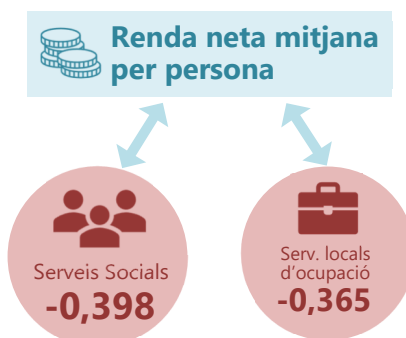 Renda neta mitjana
per persona
Serveis Socials
-0,398
Serv. locals
d'ocupació
-0,365